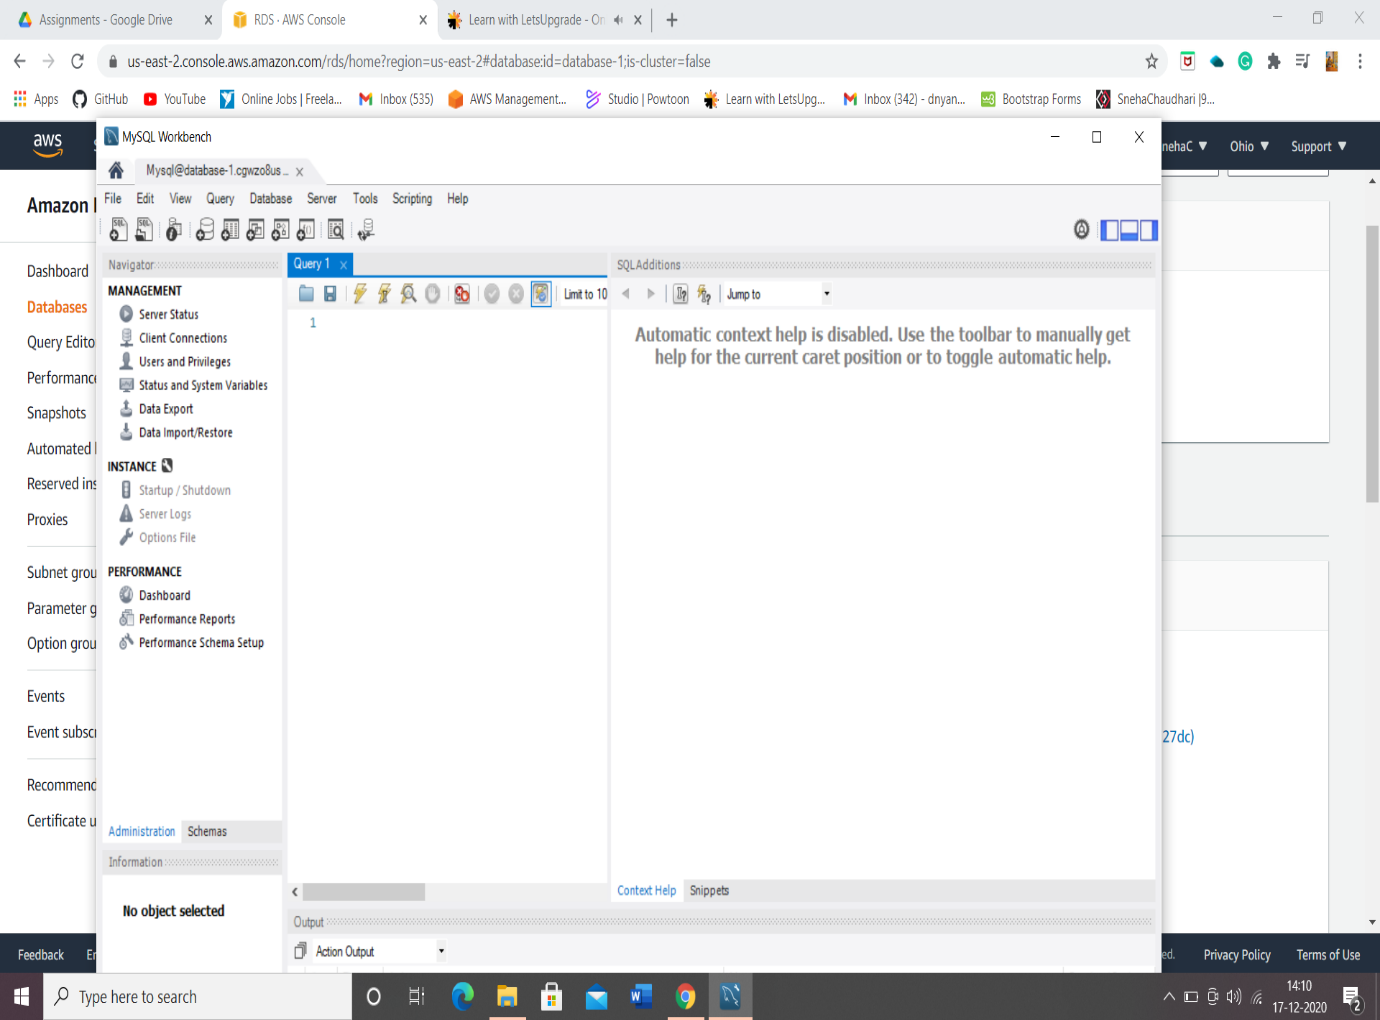 Assignments - Google Drive
RDS · AWS Console
Learn with LetsUpgrade - On
us-east-2.console.aws.amazon.com/rds/home?region=us-east-2#database:id=database-1;is-cluster=false
Apps GitHub YouTube Online Jobs | Freela... Inbox (535) AWS Management... Studio | Powtoon Learn with LetsUpg... Inbox (342) - dnyan... Bootstrap Forms SnehaChaudhari |9...
aws
MySQL Workbench
nehaC Ohio Support
Mysql@database-1.cgwzo8us...
File Edit View Query Database Server Tools Scripting Help
Amazon
Dashboard
Databases
Query Edito
Performance
Snapshots
Automated
Reserved ins
Proxies
Subnet grou
Parameter g
Option grou
Events
Event subsc
Recommend
Certificate u
Navigator
MANAGEMENT
Server Status
Client Connections
Users and Privileges
Status and System Variables
Data Export
Data Import/Restore
INSTANCE
Startup / Shutdown
Server Logs
Options File
PERFORMANCE
Dashboard
Performance Reports
Performance Schema Setup
Administration Schemas
Information
No object selected
Query 1
Limit to 10
1
SQLAdditions
Jump to
Automatic context help is disabled. Use the toolbar to manually get
help for the current caret position or to toggle automatic help.
Context Help Snippets
Output
Action Output
27dc)
Feedback
ed. Privacy Policy Terms of Use
Type here to search
14:10
17-12-2020
2